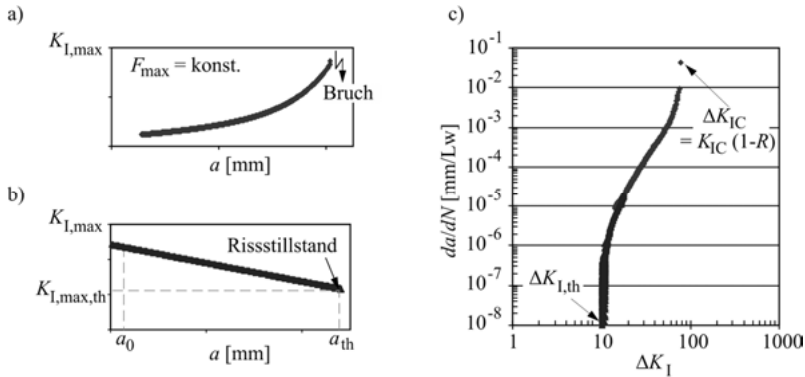 a)
K_I,max
F_max = konst.
Bruch
a [mm]
b)
K_I,max
Rissstillstand
K_I,max,th
a_0
a_th
a [mm]
c)
da/dN [mm/Lw]
10^-1
10^-2
10^-3
10^-4
10^-5
10^-6
10^-7
10^-8
ΔK_IC
= K_IC (1-R)
ΔK_I,th
1 10 100 1000
ΔK_I